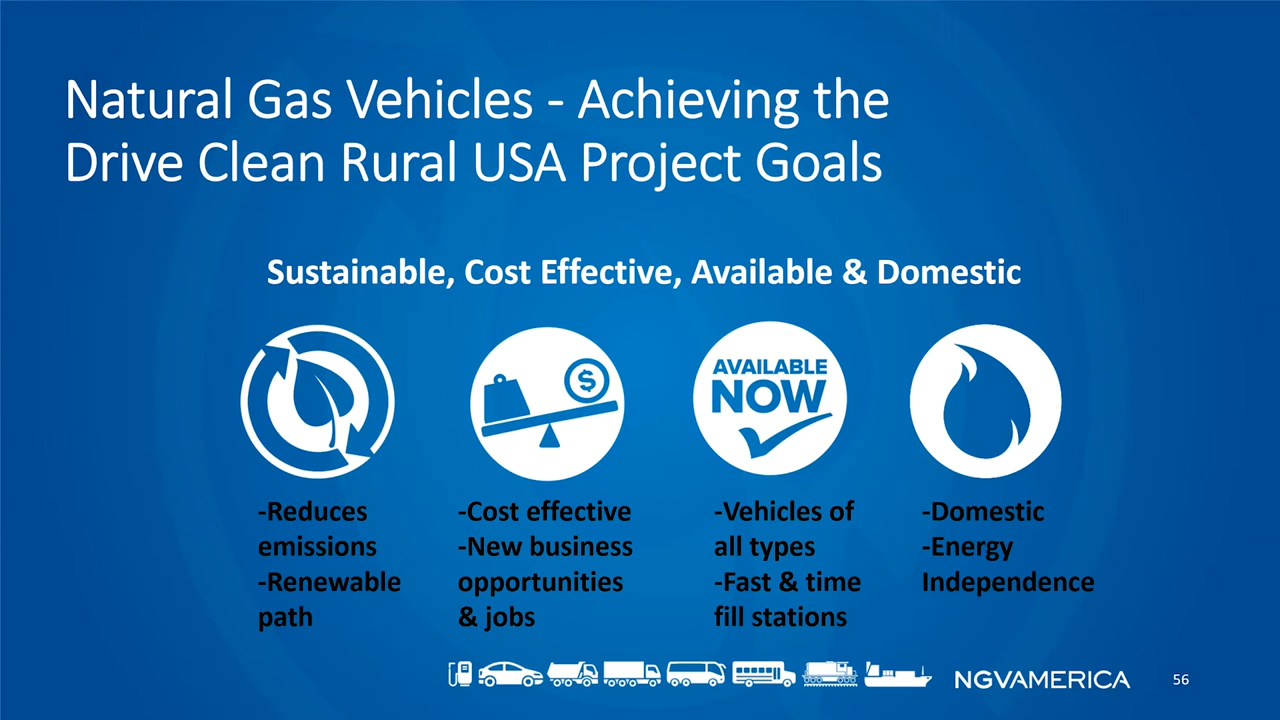 Natural Gas Vehicles - Achieving the
Drive Clean Rural USA Project Goals
Sustainable, Cost Effective, Available & Domestic
$
AVAILABLE
NOW
-Reduces
emissions
-Renewable
path
-Cost effective
-New business
opportunities
& jobs
-Vehicles of
all types
-Fast & time
fill stations
-Domestic
-Energy
Independence
NGVAMERICA
56